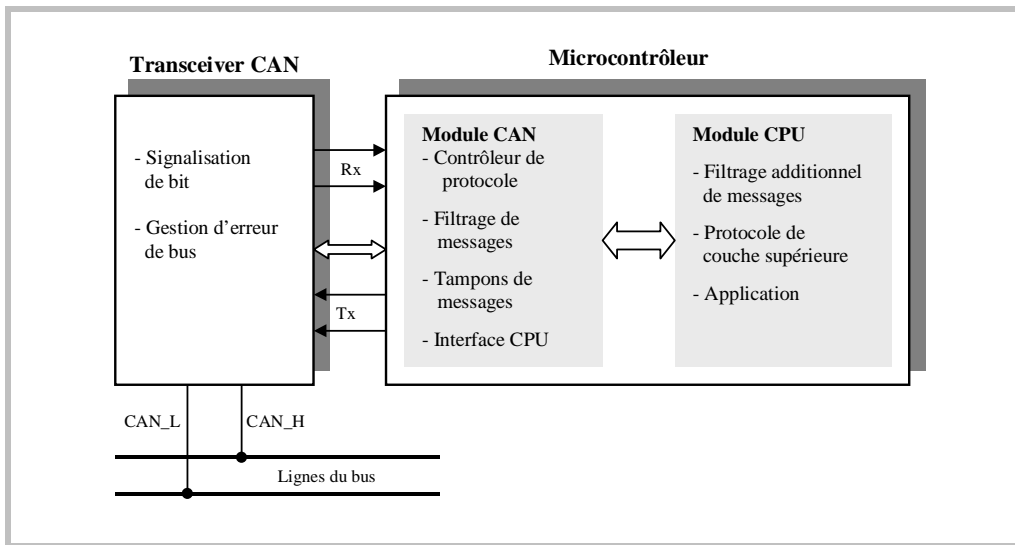 Transceiver CAN
Microcontrôleur
- Signalisation
de bit
- Gestion d'erreur
de bus
Rx
Tx
Module CAN
- Contrôleur de
protocole
- Filtrage de
messages
- Tampons de
messages
- Interface CPU
Module CPU
- Filtrage additionnel
de messages
- Protocole de
couche supérieure
- Application
CAN_L
CAN_H
Lignes du bus